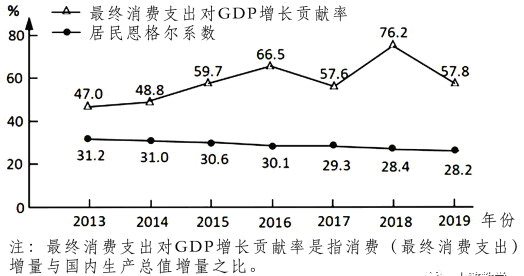 %
最终消费支出对GDP增长贡献率
居民恩格尔系数
80
60
40
20
0
47.0 48.8 59.7 66.5 57.6 76.2 57.8
31.2 31.0 30.6 30.1 29.3 28.4 28.2
2013 2014 2015 2016 2017 2018 2019 年份
注：最终消费支出对GDP增长贡献率是指消费（最终消费支出）
增量与国内生产总值增量之比。